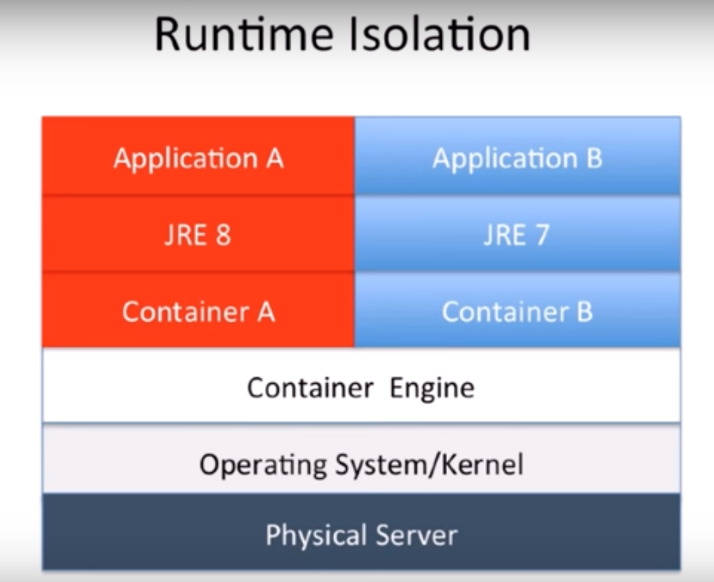 Runtime Isolation
Application A
Application B
JRE 8
JRE 7
Container A
Container B
Container Engine
Operating System/Kernel
Physical Server